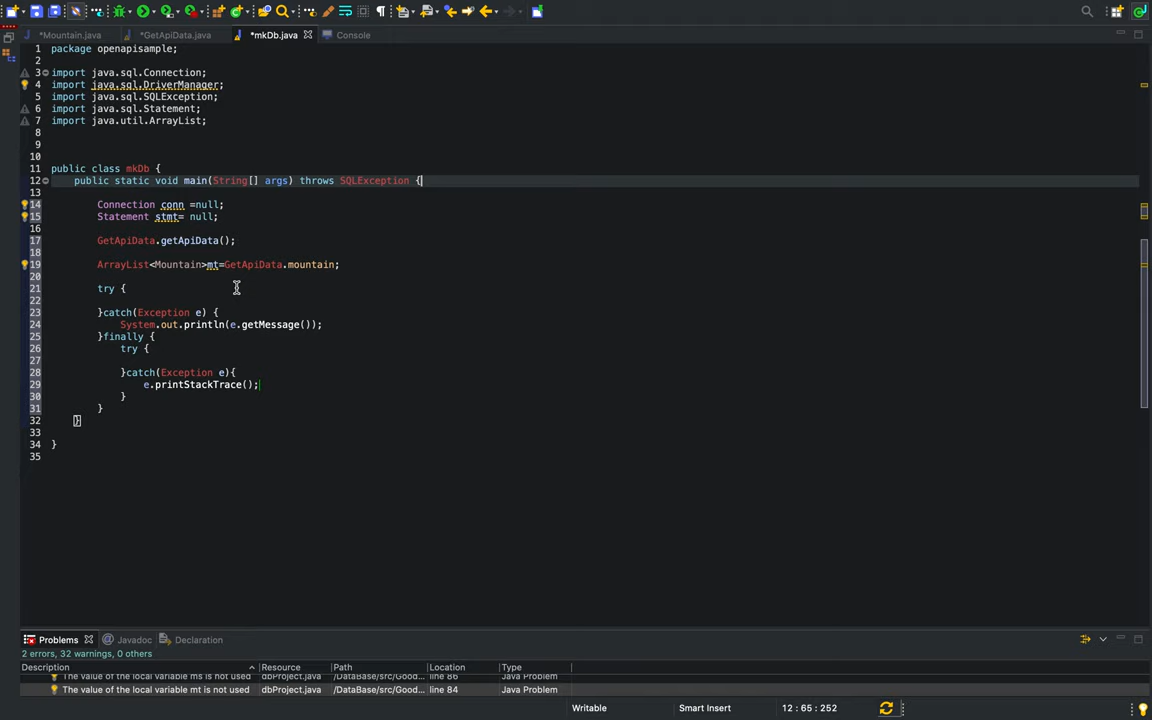 *Mountain.java *GetApiData.java *mkDb.java Console
1 package openapisample;
2
3 import java.sql.Connection;
4 import java.sql.DriverManager;
5 import java.sql.SQLException;
6 import java.sql.Statement;
7 import java.util.ArrayList;
8
9
10
11 public class mkDb {
12 public static void main(String[] args) throws SQLException {
13
14 Connection conn =null;
15 Statement stmt= null;
16
17 GetApiData.getApiData();
18
19 ArrayList<Mountain>mt=GetApiData.mountain;
20
21 try {
22
23 }catch(Exception e) {
24 System.out.println(e.getMessage());
25 }finally {
26 try {
27
28 }catch(Exception e){
29 e.printStackTrace();
30 }
31 }
32 }
33
34 }
35
Problems Javadoc Declaration
2 errors, 32 warnings, 0 others
Description Resource Path Location Type
The value of the local variable ms is not used dbProject.java /DataBase/src/Good... line 86 Java Problem
The value of the local variable mt is not used dbProject.java /DataBase/src/Good... line 84 Java Problem
Writable Smart Insert 12 : 65 : 252